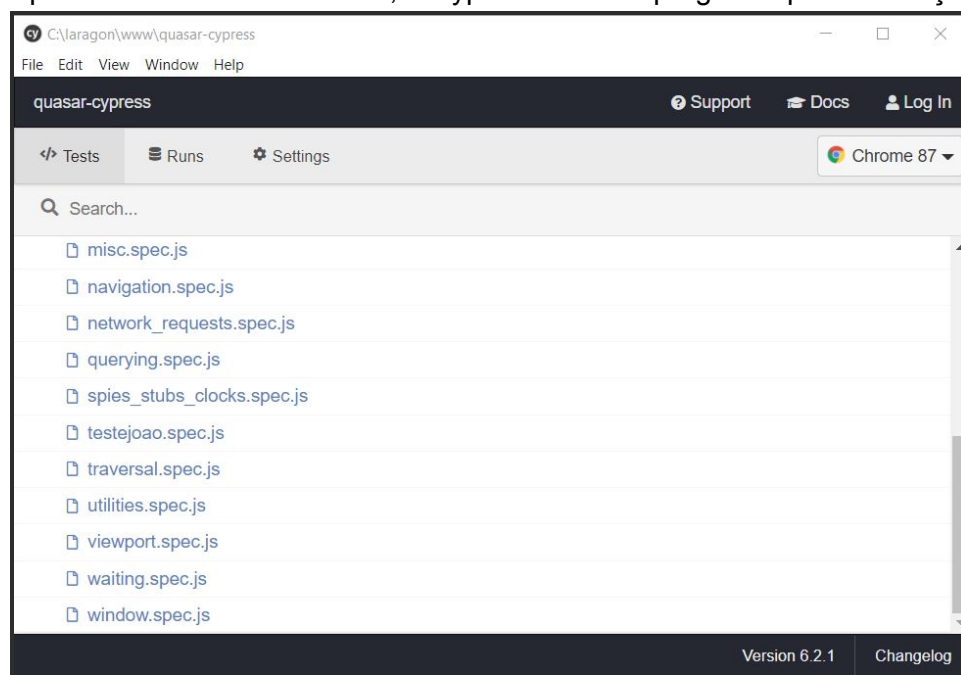 C:\laragon\www\quasar-cypress
File Edit View Window Help
quasar-cypress Support Docs Log In
</> Tests Runs Settings Chrome 87
Search...
misc.spec.js
navigation.spec.js
network_requests.spec.js
querying.spec.js
spies_stubs_clocks.spec.js
testejoao.spec.js
traversal.spec.js
utilities.spec.js
viewport.spec.js
waiting.spec.js
window.spec.js
Version 6.2.1 Changelog